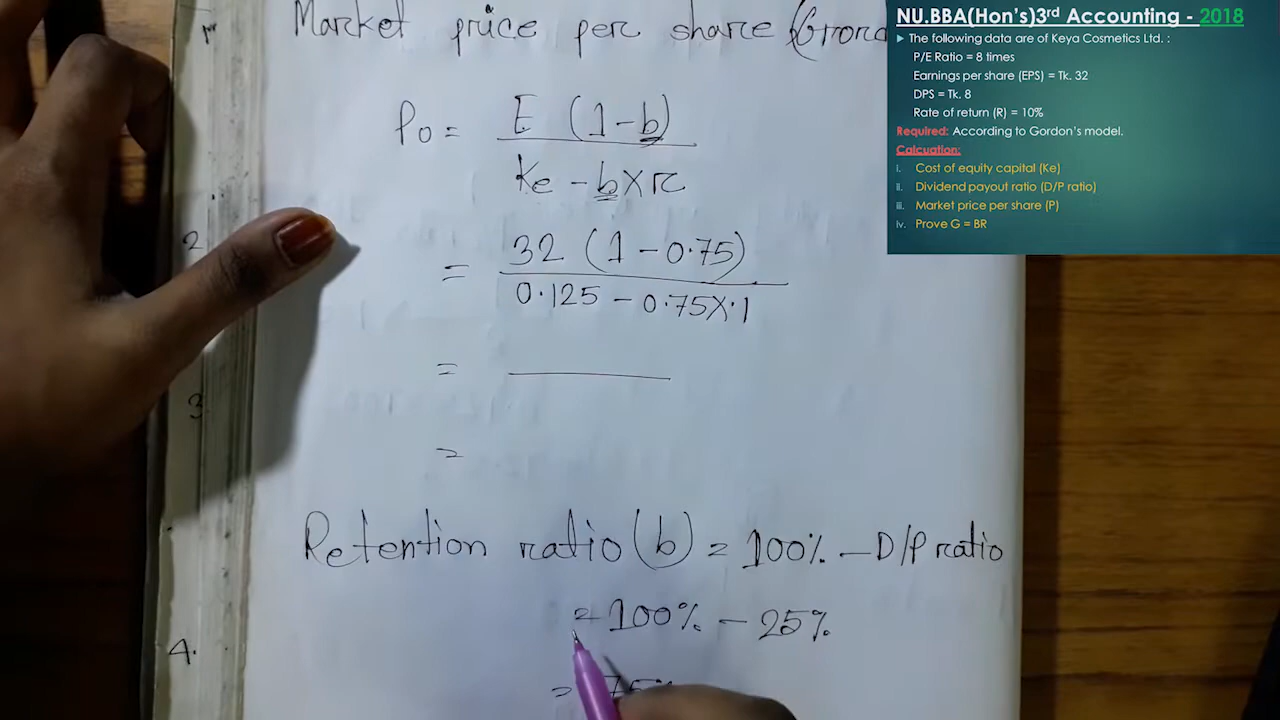 Market price per share (Gord
P0 = E (1-b)
Ke - b×r
= 32 (1-0.75)
0.125 - 0.75×.1
=
=
Retention ratio (b) = 100% - D/P ratio
= 100% - 25%
= 75%
2
3
4.
NU.BBA(Hon's)3rd Accounting - 2018
The following data are of Keya Cosmetics Ltd. :
P/E Ratio = 8 times
Earnings per share (EPS) = Tk. 32
DPS = Tk. 8
Rate of return (R) = 10%
Required: According to Gordon's model.
Calcuation:
i. Cost of equity capital (Ke)
ii. Dividend payout ratio (D/P ratio)
iii. Market price per share (P)
iv. Prove G = BR